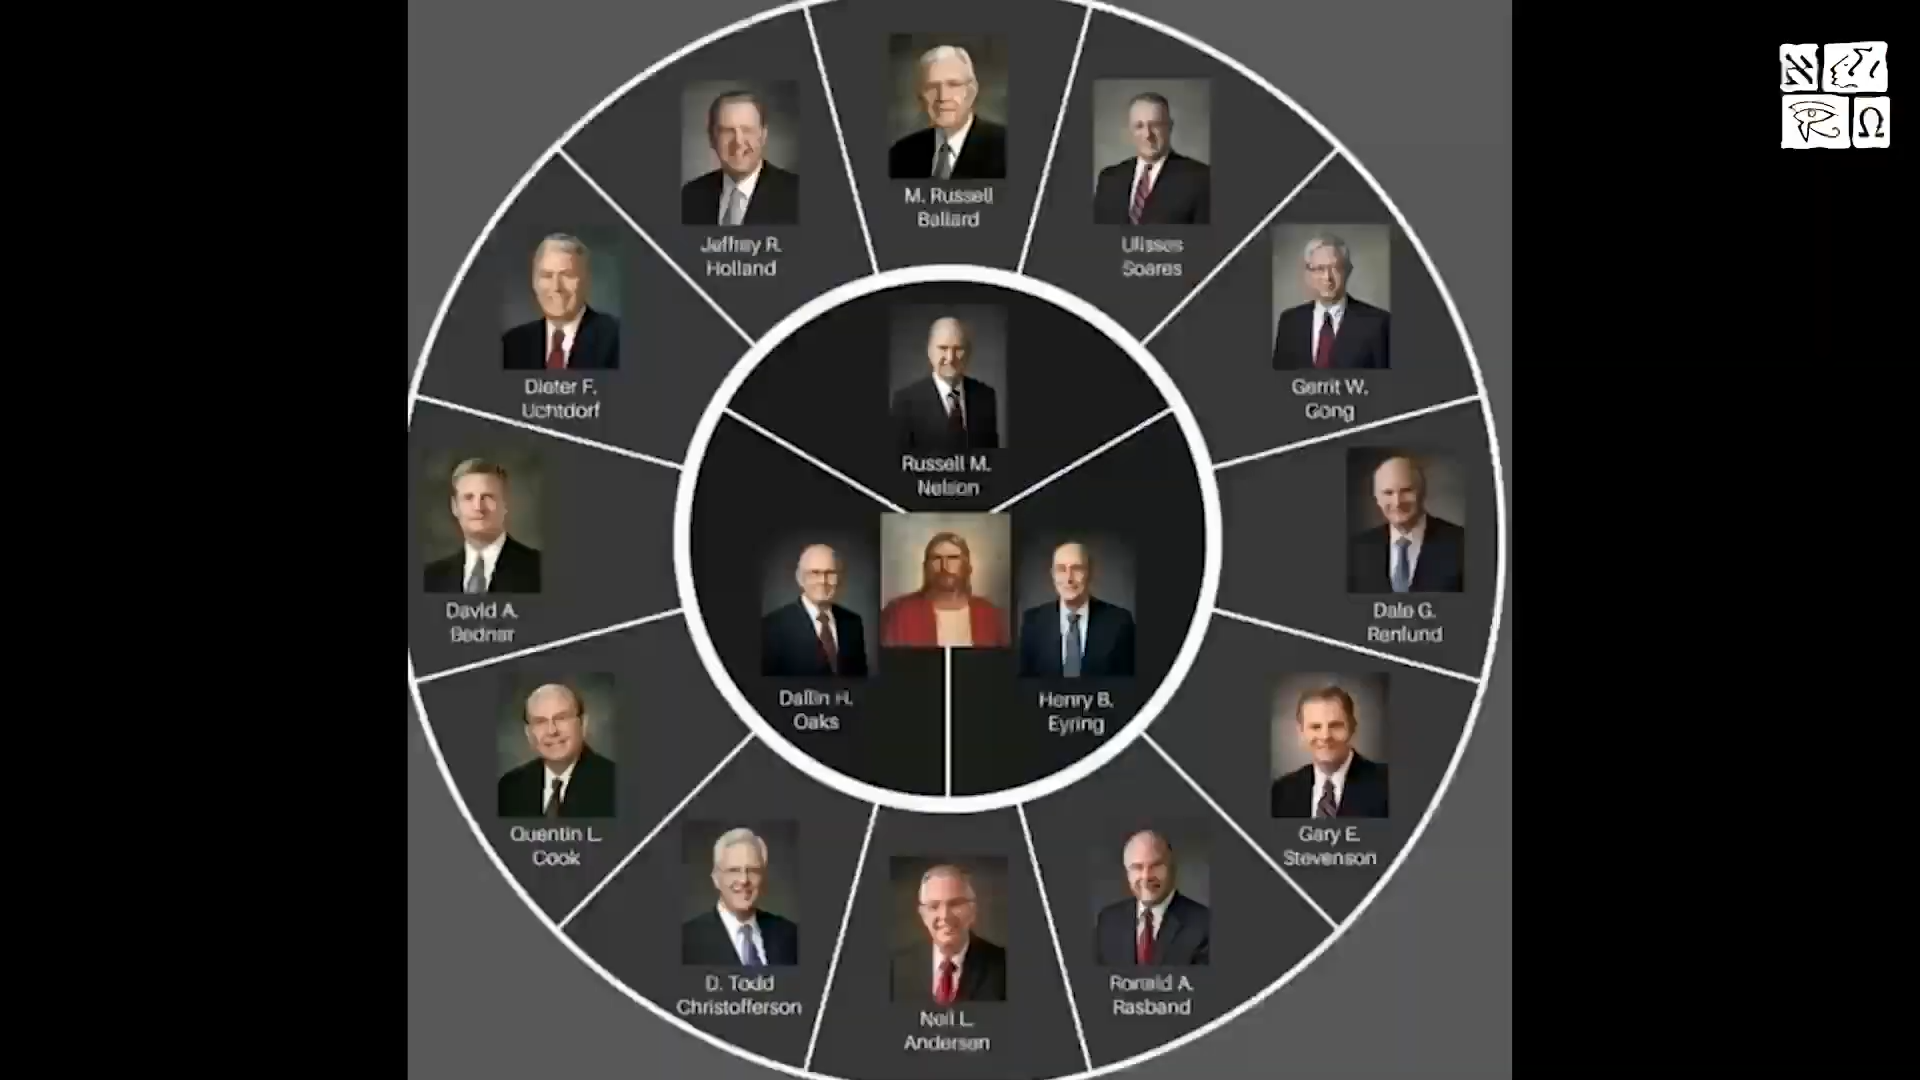 M. Russell
Ballard
Jeffrey R.
Holland
Ulisses
Soares
Dieter F.
Uchtdorf
Gerrit W.
Gong
Russell M.
Nelson
David A.
Bednar
Dale G.
Renlund
Dallin H.
Oaks
Henry B.
Eyring
Quentin L.
Cook
Gary E.
Stevenson
D. Todd
Christofferson
Neil L.
Andersen
Ronald A.
Rasband
א
Ω